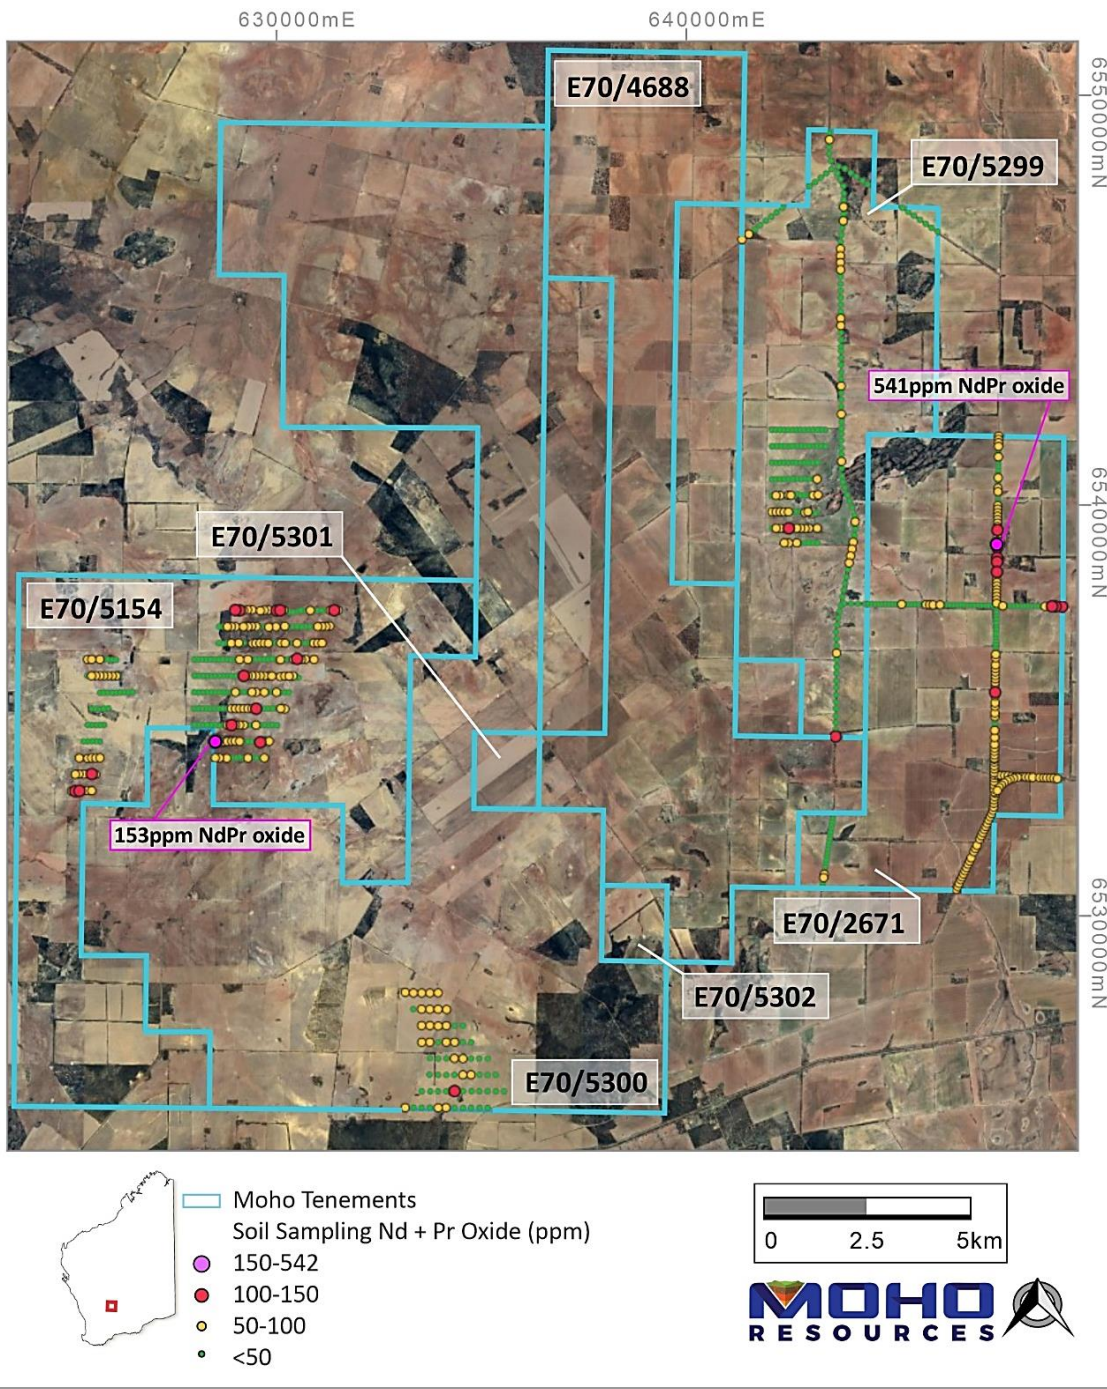 630000mE
640000mE
E70/4688
6550000mN
E70/5299
541ppm NdPr oxide
6540000mN
E70/5301
E70/5154
153ppm NdPr oxide
6530000mN
E70/2671
E70/5302
E70/5300
Moho Tenements
Soil Sampling Nd + Pr Oxide (ppm)
150-542
100-150
50-100
<50
0 2.5 5km
MOHO
RESOURCES